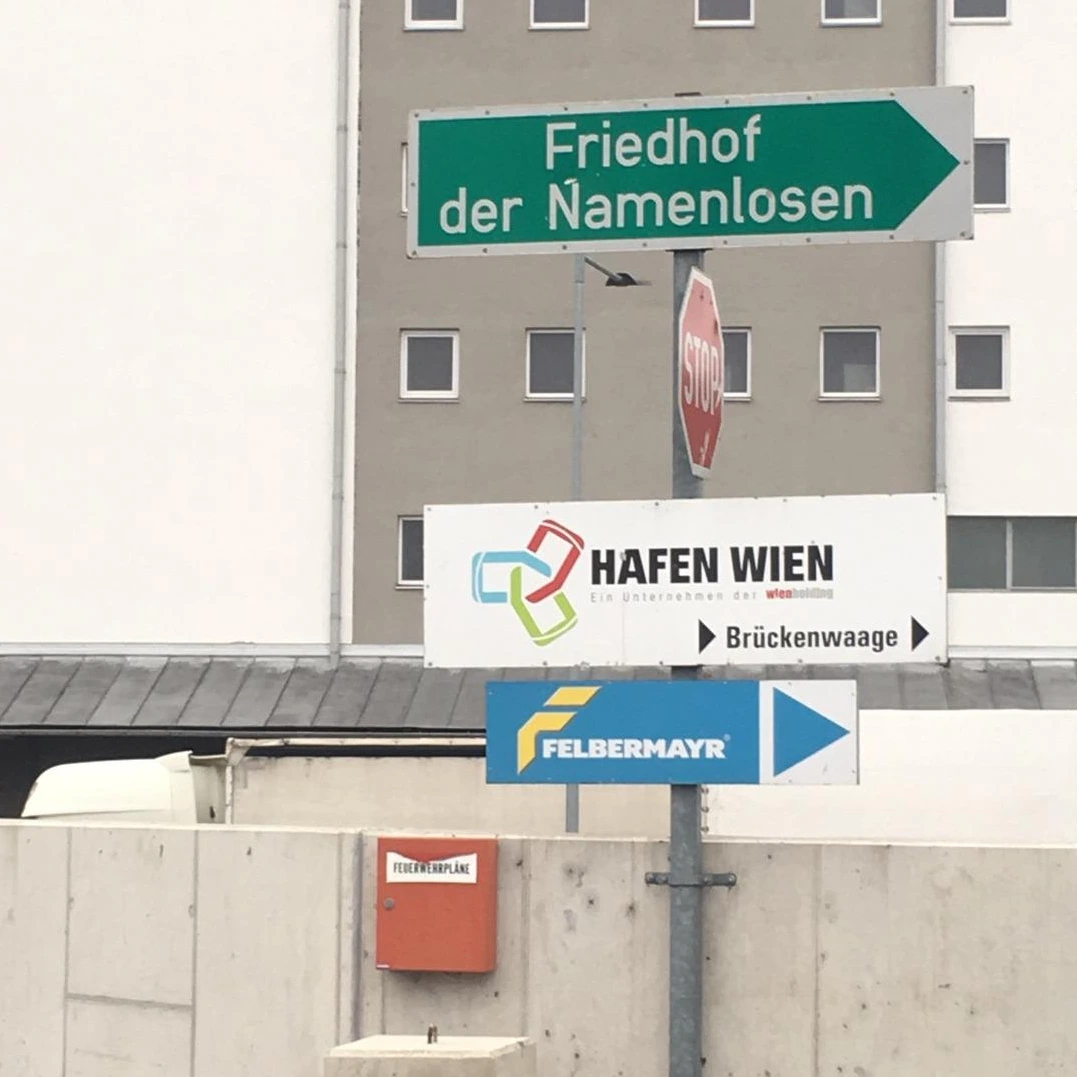 Friedhof
der Namenlosen
STOP
HAFEN WIEN
Ein Unternehmen der wienholding
Brückenwaage
FELBERMAYR®
FEUERWEHRPLÄNE